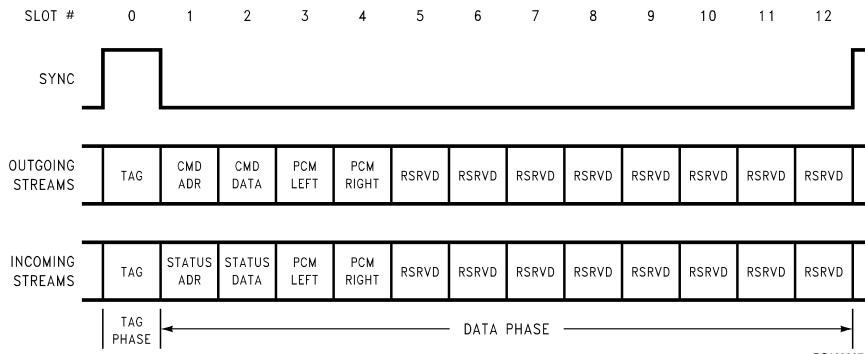 SLOT # 0 1 2 3 4 5 6 7 8 9 10 11 12
SYNC
OUTGOING STREAMS TAG CMD ADR CMD DATA PCM LEFT PCM RIGHT RSRVD RSRVD RSRVD RSRVD RSRVD RSRVD RSRVD RSRVD
INCOMING STREAMS TAG STATUS ADR STATUS DATA PCM LEFT PCM RIGHT RSRVD RSRVD RSRVD RSRVD RSRVD RSRVD RSRVD RSRVD
TAG PHASE DATA PHASE